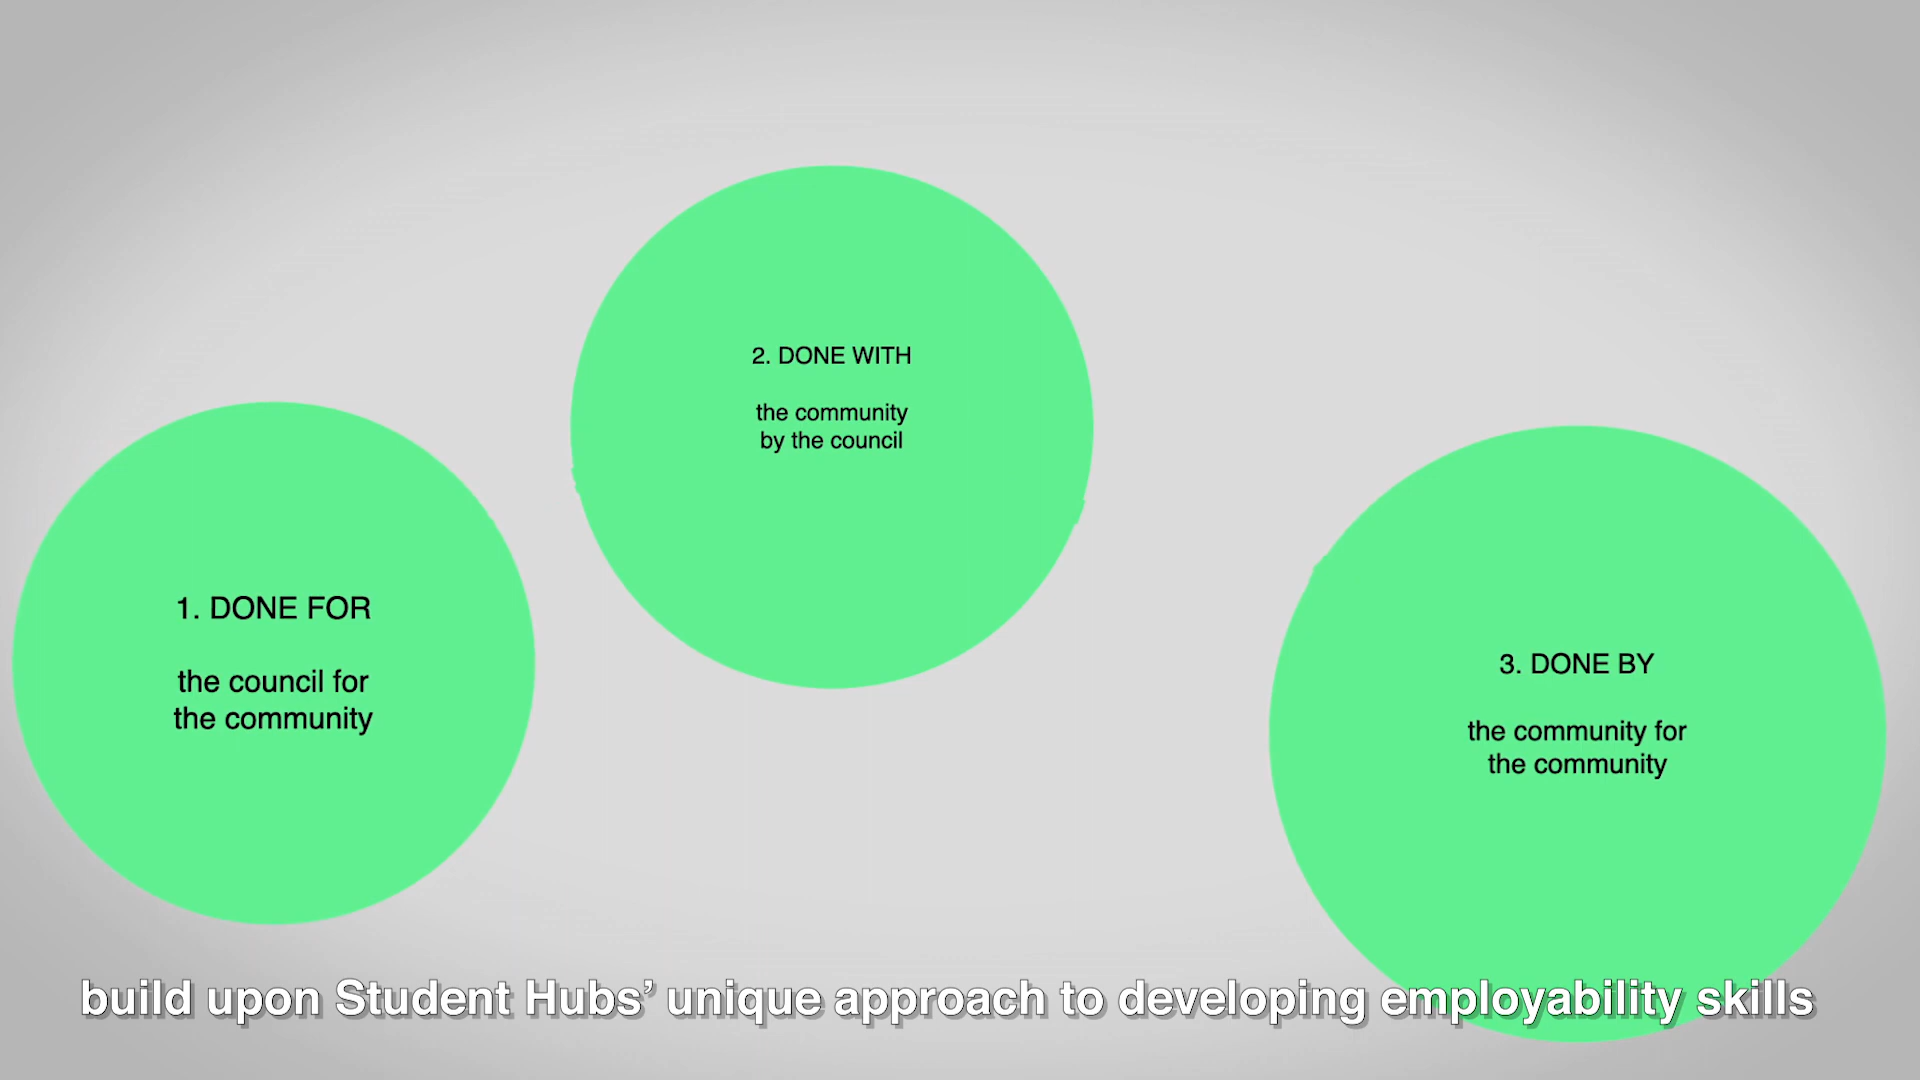 1. DONE FOR
the council for
the community
2. DONE WITH
the community
by the council
3. DONE BY
the community for
the community
build upon Student Hubs’ unique approach to developing employability skills